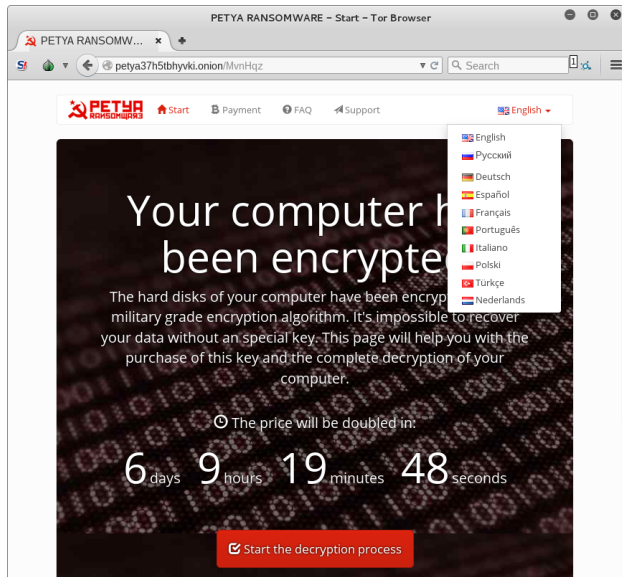 PETYA RANSOMWARE – Start – Tor Browser
PETYA RANSOMW...
petya37h5tbhyvki.onion/MvnHqz
Search
1
PETYA
RANSOMWARE
Start
Payment
FAQ
Support
English
English
Русский
Deutsch
Español
Français
Português
Italiano
Polski
Türkçe
Nederlands
Your computer h
been encrypte
The hard disks of your computer have been encryp
military grade encryption algorithm. It's impossible to recover
your data without an special key. This page will help you with the
purchase of this key and the complete decryption of your
computer.
The price will be doubled in:
6 days 9 hours 19 minutes 48 seconds
Start the decryption process